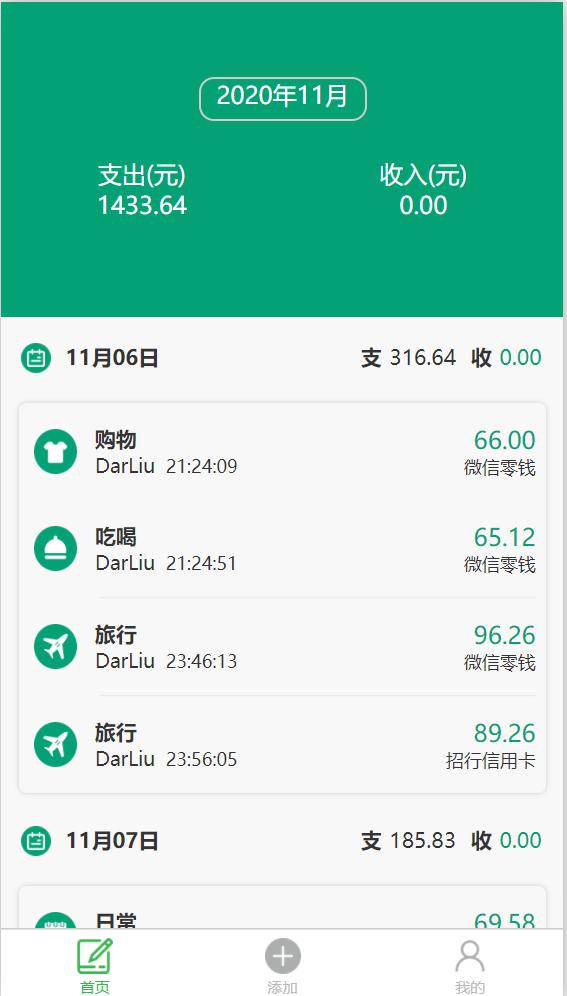 2020年11月
支出(元) 收入(元)
1433.64 0.00
11月06日 支 316.64 收 0.00
购物 66.00
DarLiu 21:24:09 微信零钱
吃喝 65.12
DarLiu 21:24:51 微信零钱
旅行 96.26
DarLiu 23:46:13 微信零钱
旅行 89.26
DarLiu 23:56:05 招行信用卡
11月07日 支 185.83 收 0.00
日常 69.58
首页 添加 我的